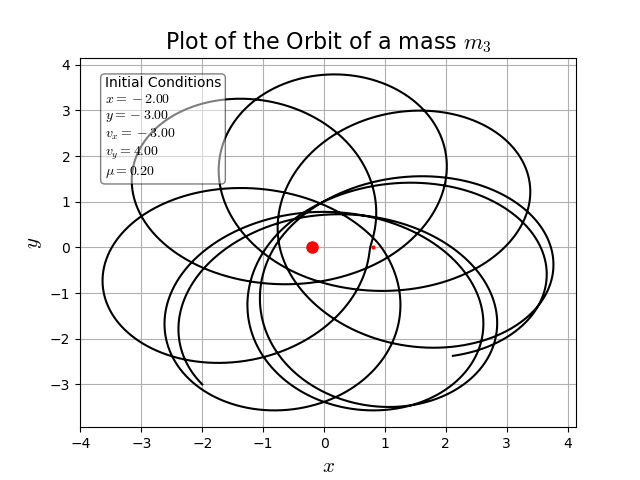 Plot of the Orbit of a mass m₃
Initial Conditions
x = −2.00
y = −3.00
vₓ = −3.00
v_y = 4.00
μ = 0.20
4
3
2
1
0
−1
−2
−3
y
−4 −3 −2 −1 0 1 2 3 4
x